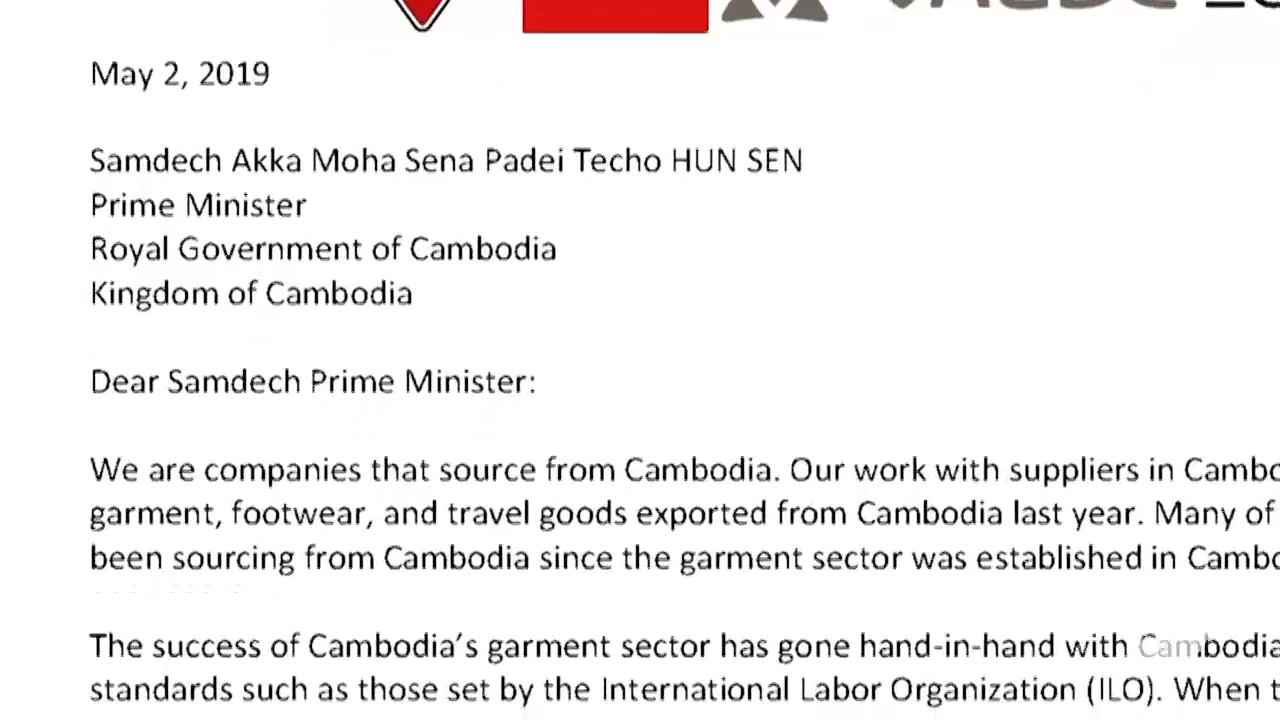 May 2, 2019
Samdech Akka Moha Sena Padei Techo HUN SEN
Prime Minister
Royal Government of Cambodia
Kingdom of Cambodia
Dear Samdech Prime Minister:
We are companies that source from Cambodia. Our work with suppliers in Cambo
garment, footwear, and travel goods exported from Cambodia last year. Many of
been sourcing from Cambodia since the garment sector was established in Cambo
The success of Cambodia's garment sector has gone hand-in-hand with Cambodia
standards such as those set by the International Labor Organization (ILO). When t